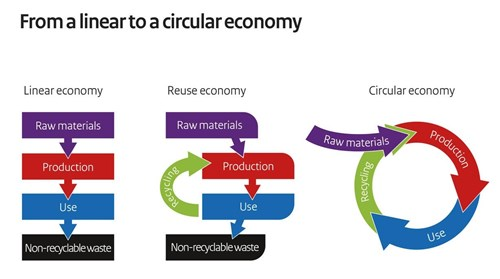 From a linear to a circular economy
Linear economy
Raw materials
Production
Use
Non-recyclable waste
Reuse economy
Raw materials
Production
Recycling
Use
Non-recyclable waste
Circular economy
Raw materials
Production
Use
Recycling